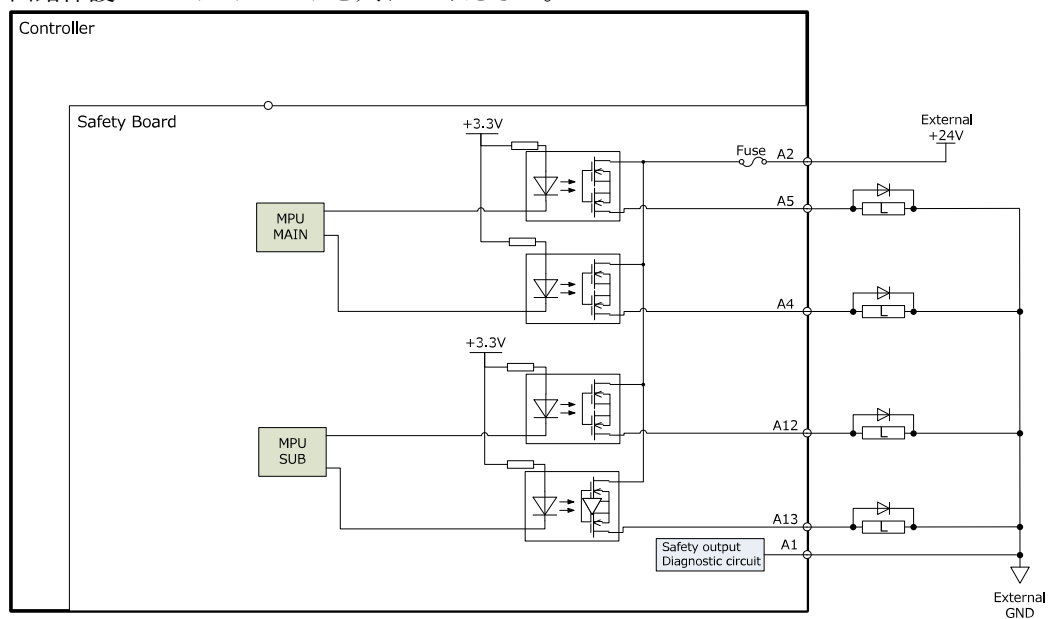 Controller
Safety Board
+3.3V
External
+24V
Fuse
A2
A5
L
MPU
MAIN
A4
L
+3.3V
A12
L
MPU
SUB
A13
L
Safety output
Diagnostic circuit
A1
External
GND